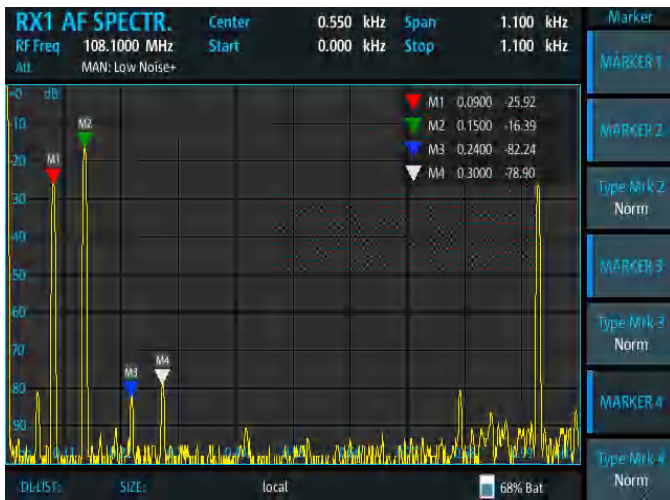 RX1 AF SPECTR. Center 0.550 kHz Span 1.100 kHz Marker
RF Freq 108.1000 MHz Start 0.000 kHz Stop 1.100 kHz
Att. MAN: Low Noise+
MARKER 1
-0 dB
M1 0.0900 -25.92
M2 0.1500 -16.39
M3 0.2400 -82.24
M4 0.3000 -78.90
-10
20
30
40
50
60
70
80
90
M1
M2
M3
M4
MARKER 2
Type Mrk 2
Norm
MARKER 3
Type Mrk 3
Norm
MARKER 4
Type Mrk 4
Norm
DL-LIST: SIZE: local 68% Bat